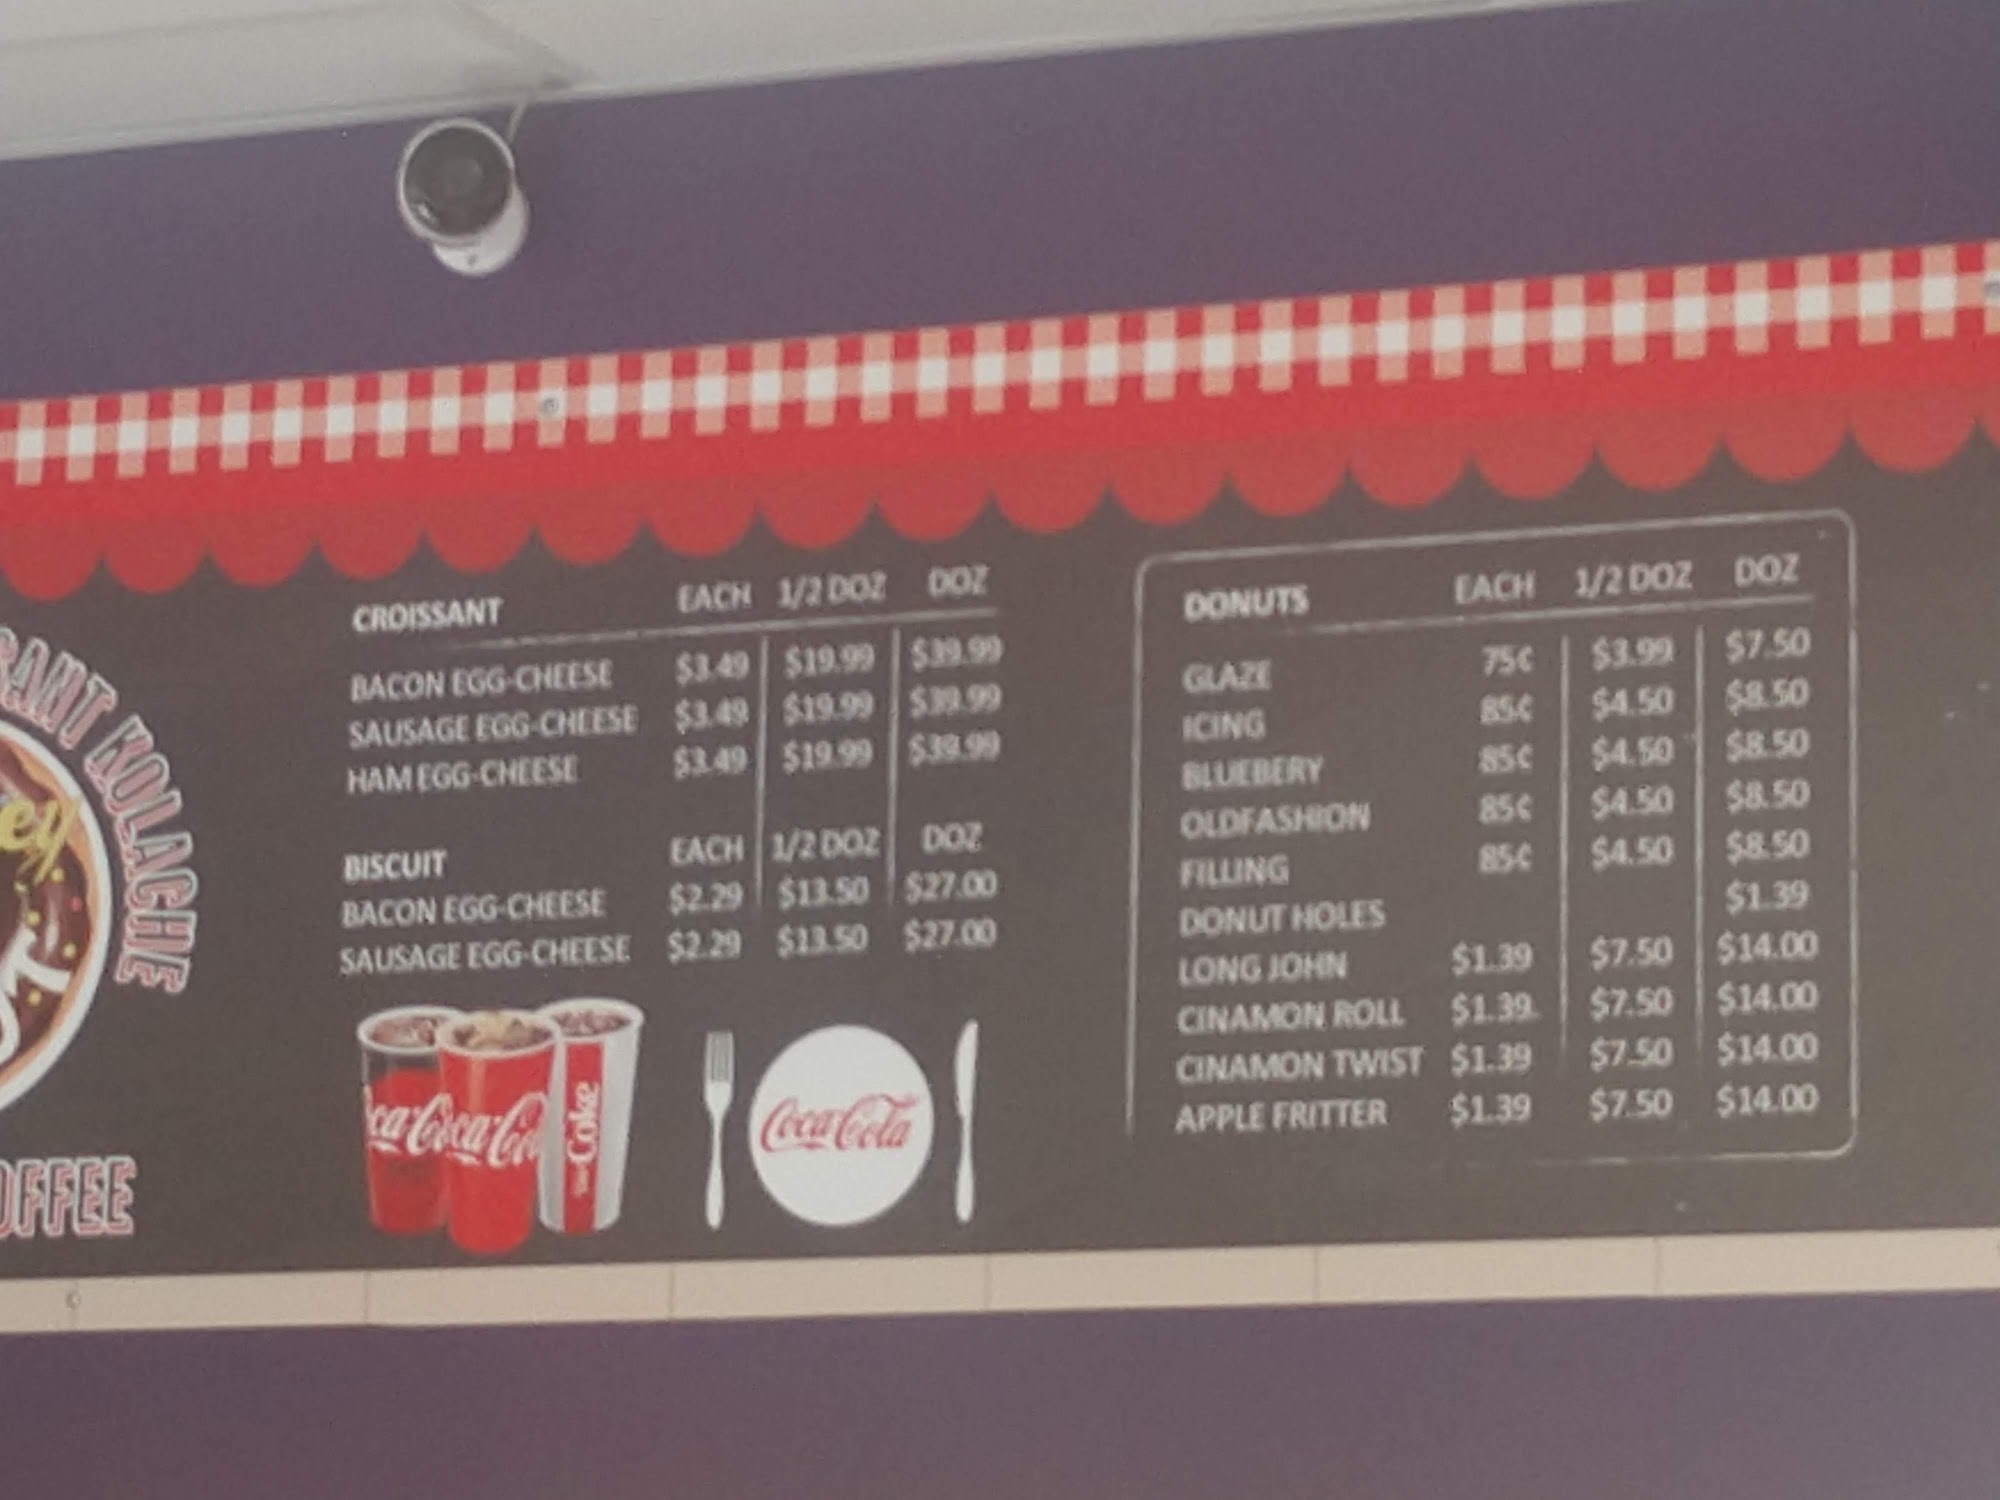 SANT KOLACHE
ey
OFFEE
CROISSANT EACH 1/2 DOZ DOZ
BACON EGG-CHEESE $3.49 $19.99 $39.99
SAUSAGE EGG-CHEESE $3.49 $19.99 $39.99
HAM EGG-CHEESE $3.49 $19.99 $39.99
BISCUIT EACH 1/2 DOZ DOZ
BACON EGG-CHEESE $2.29 $13.50 $27.00
SAUSAGE EGG-CHEESE $2.29 $13.50 $27.00
Coca-Cola
Coca-Cola
Coke
Coca-Cola
DONUTS EACH 1/2 DOZ DOZ
GLAZE 75¢ $3.99 $7.50
ICING 85¢ $4.50 $8.50
BLUEBERY 85¢ $4.50 $8.50
OLDFASHION 85¢ $4.50 $8.50
FILLING 85¢ $4.50 $8.50
DONUT HOLES $1.39
LONG JOHN $1.39 $7.50 $14.00
CINAMON ROLL $1.39 $7.50 $14.00
CINAMON TWIST $1.39 $7.50 $14.00
APPLE FRITTER $1.39 $7.50 $14.00